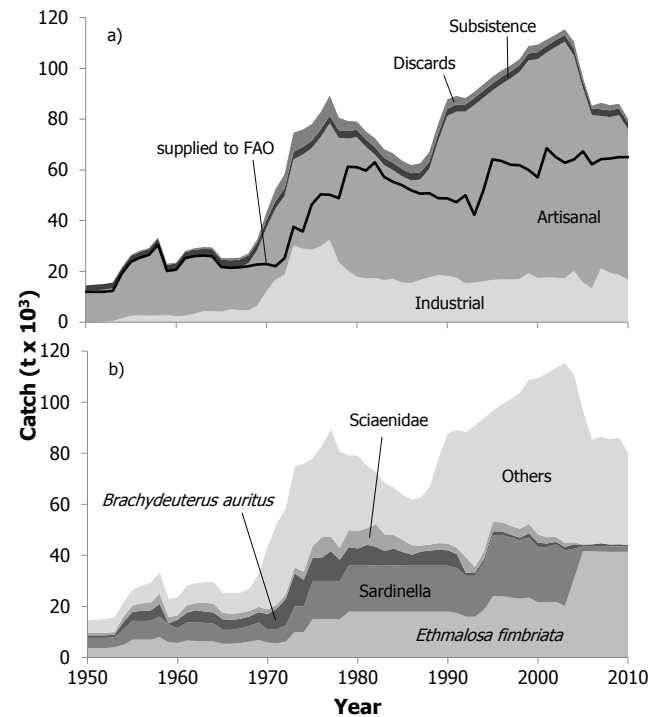 120
a)
Subsistence
100
Discards
80
supplied to FAO
60
40
Artisanal
20
Industrial
0
Catch (t x 10³)
120
b)
100
Sciaenidae
80
Others
Brachydeuterus auritus
60
40
Sardinella
20
Ethmalosa fimbriata
0
1950 1960 1970 1980 1990 2000 2010
Year